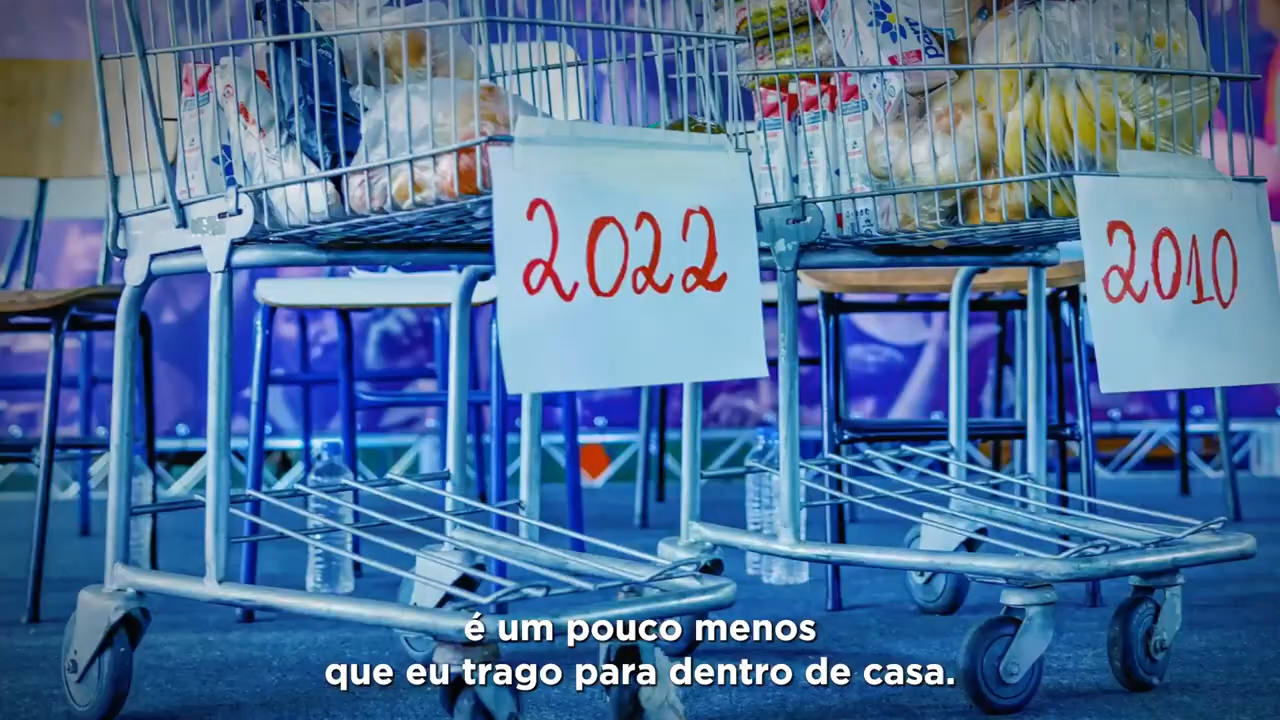 2022
2010
é um pouco menos
que eu trago para dentro de casa.